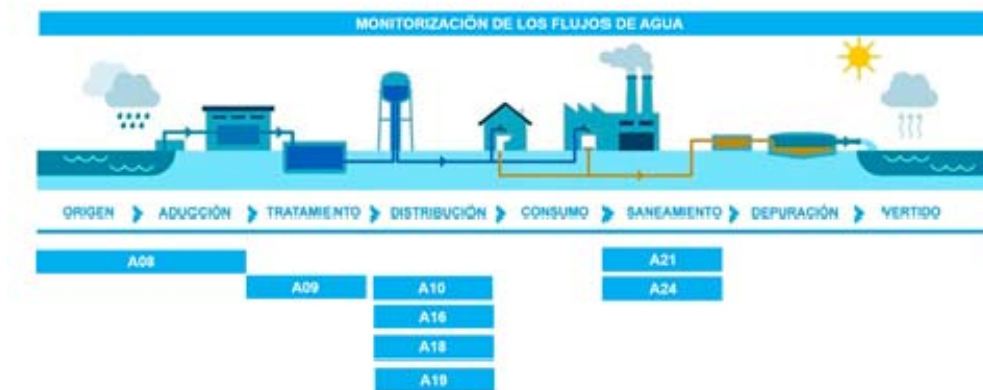 MONITORIZACIÓN DE LOS FLUJOS DE AGUA
ORIGEN ADUCCIÓN TRATAMIENTO DISTRIBUCIÓN CONSUMO SANEAMIENTO DEPURACIÓN VERTIDO
A08 A21
A09 A10 A24
A16
A18
A19